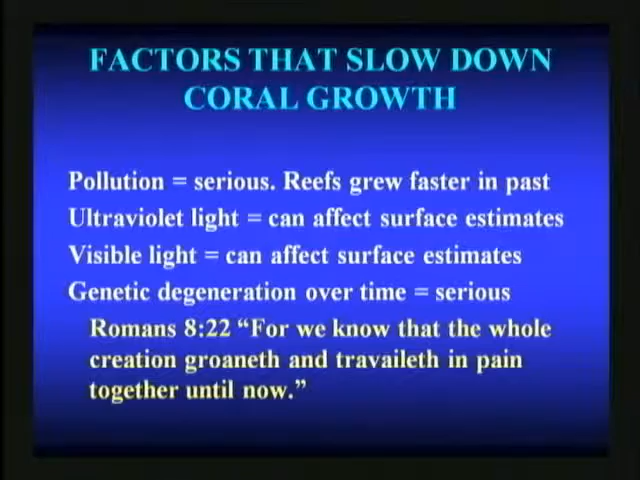 FACTORS THAT SLOW DOWN
CORAL GROWTH
Pollution = serious. Reefs grew faster in past
Ultraviolet light = can affect surface estimates
Visible light = can affect surface estimates
Genetic degeneration over time = serious
Romans 8:22 “For we know that the whole
creation groaneth and travaileth in pain
together until now.”